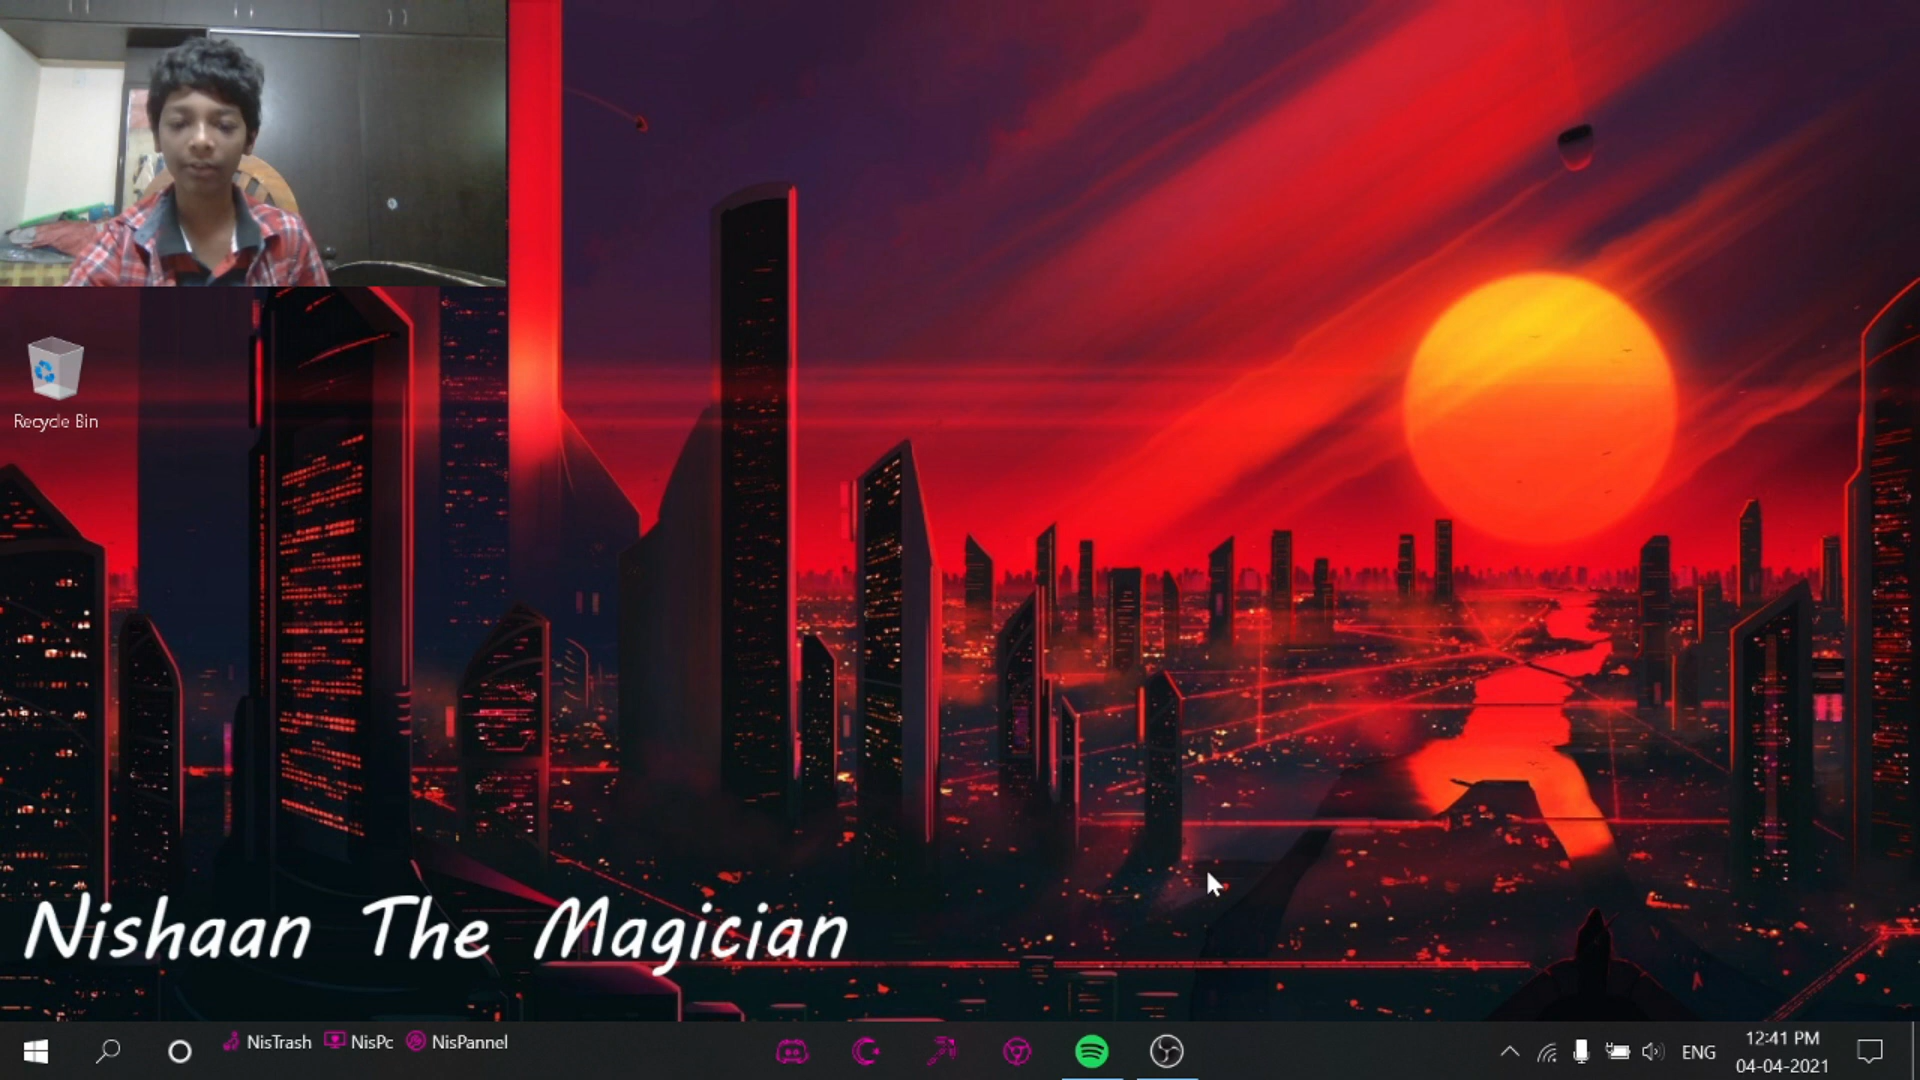 Recycle Bin
Nishaan The Magician
NisTrash NisPc NisPannel
ENG
12:41 PM
04-04-2021